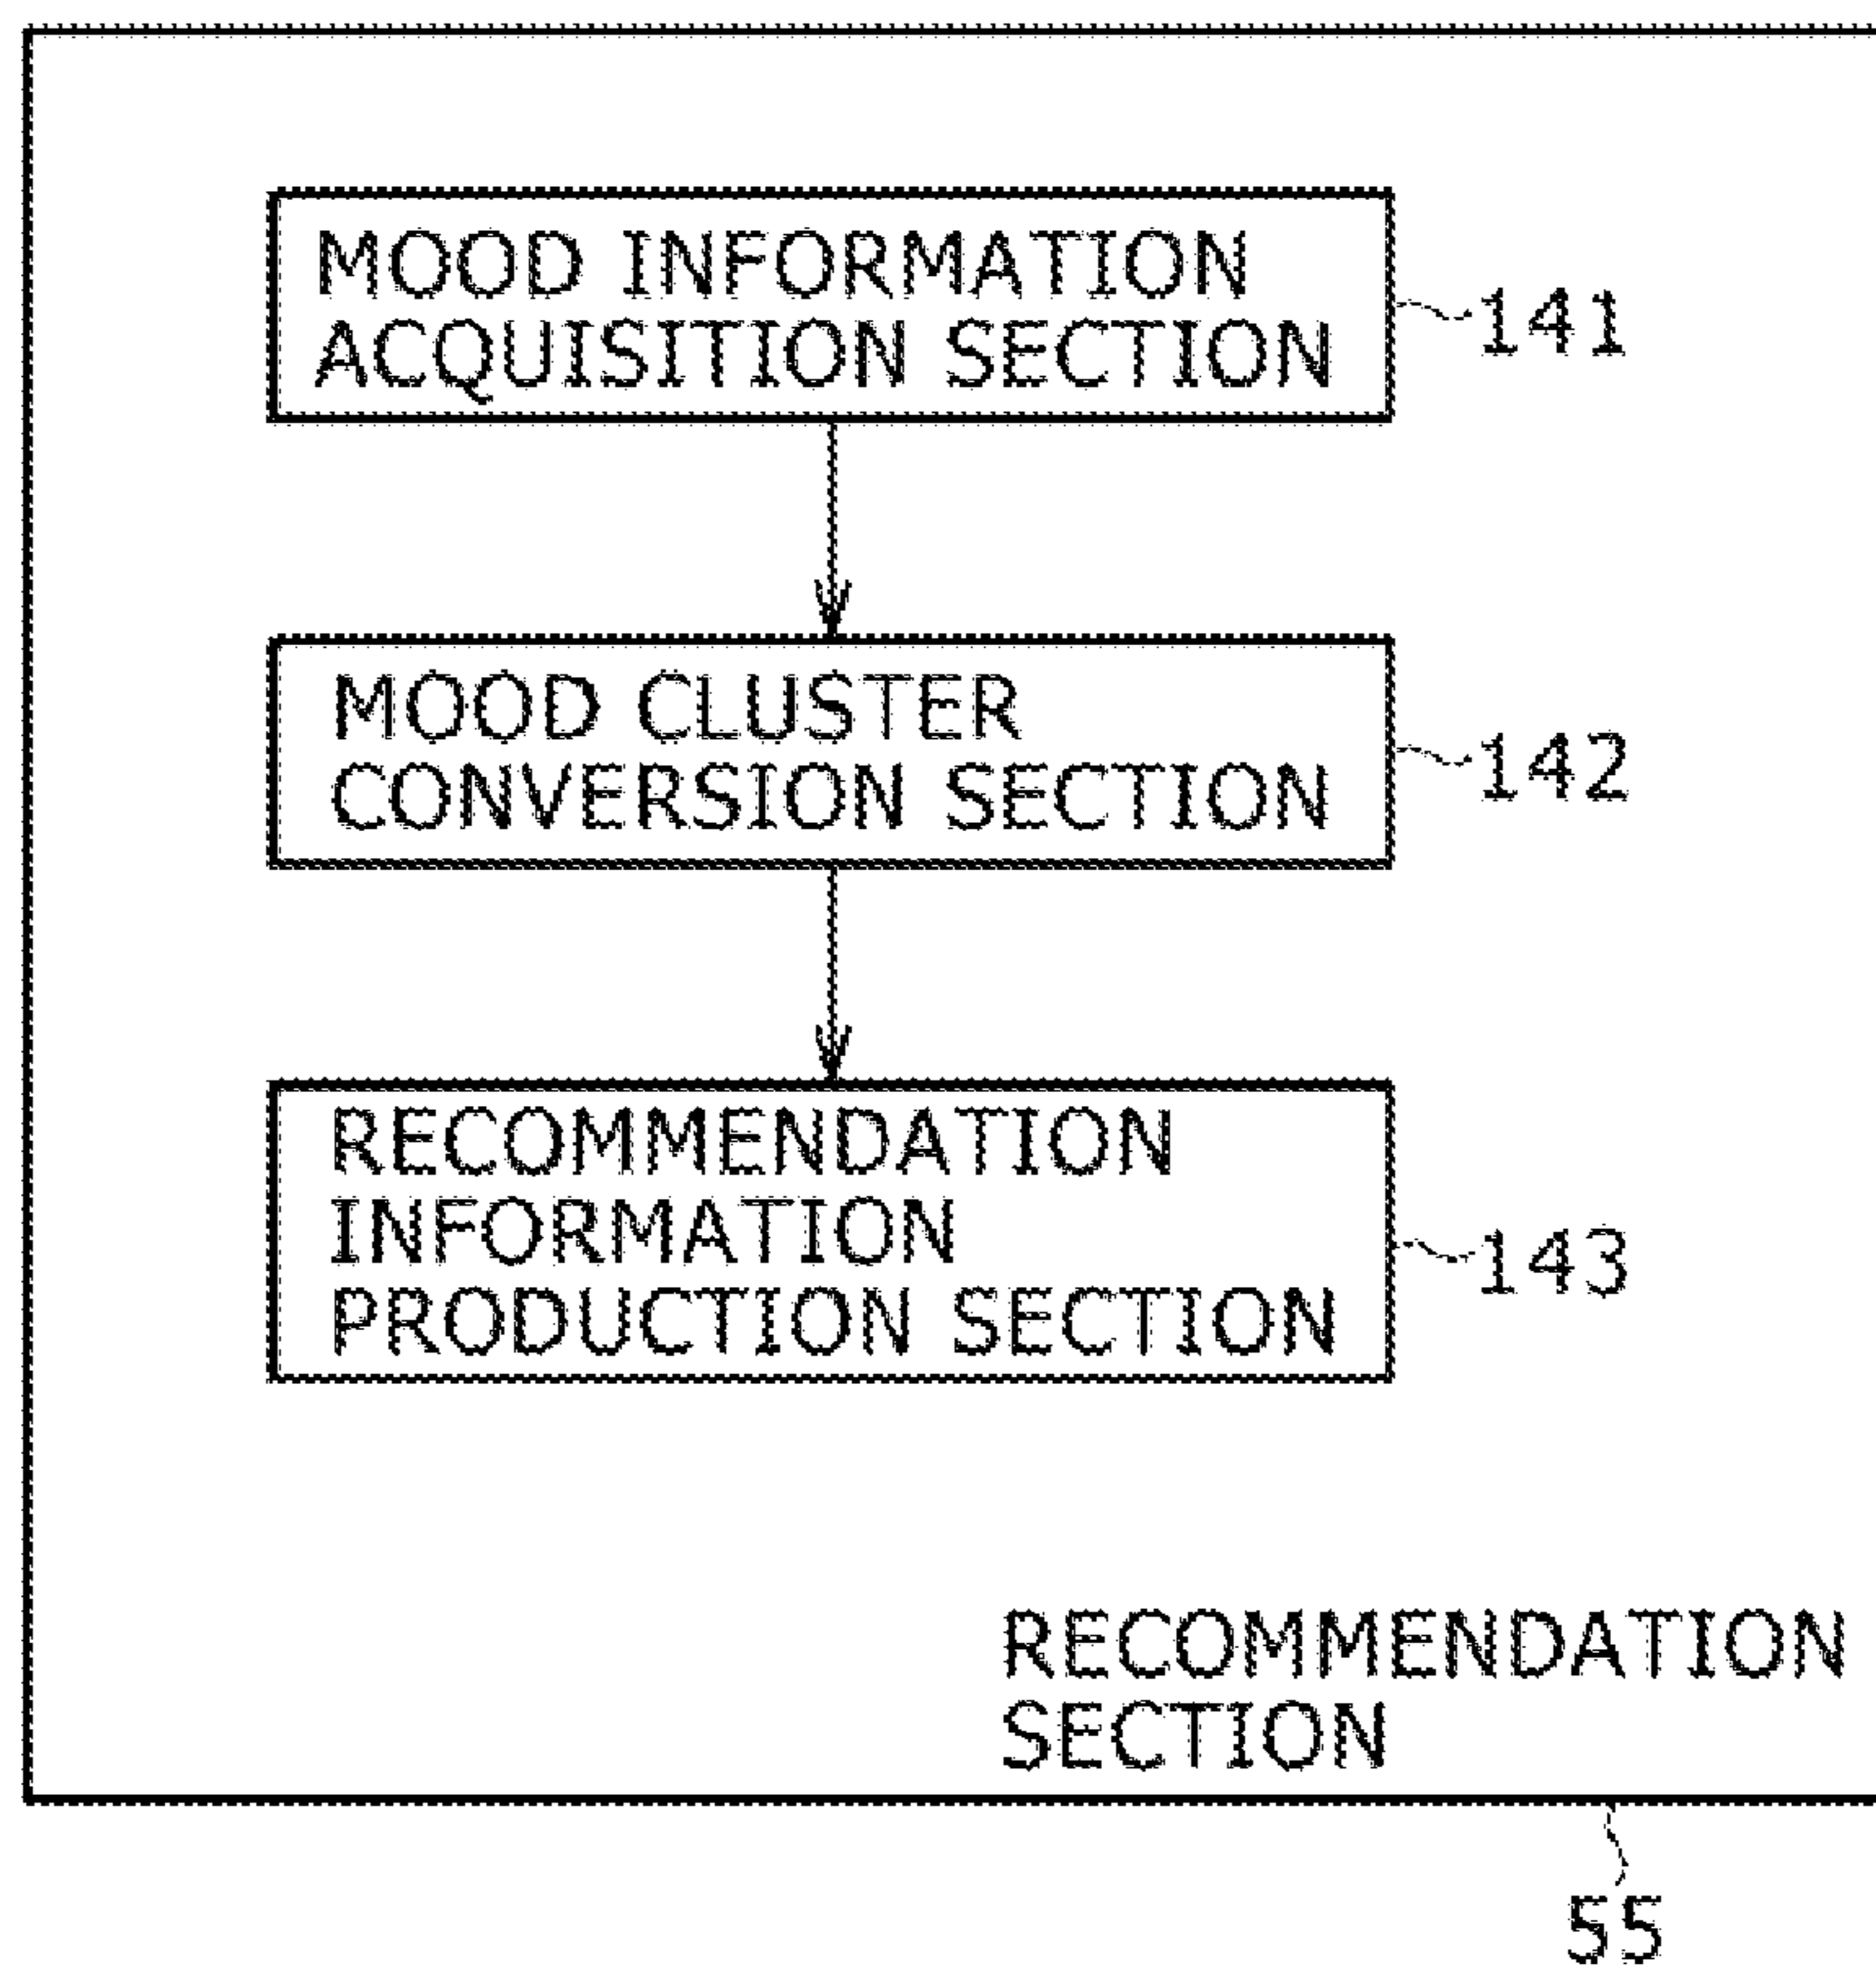 MOOD INFORMATION
ACQUISITION SECTION
141
MOOD CLUSTER
CONVERSION SECTION
142
RECOMMENDATION
INFORMATION
PRODUCTION SECTION
143
RECOMMENDATION
SECTION
55